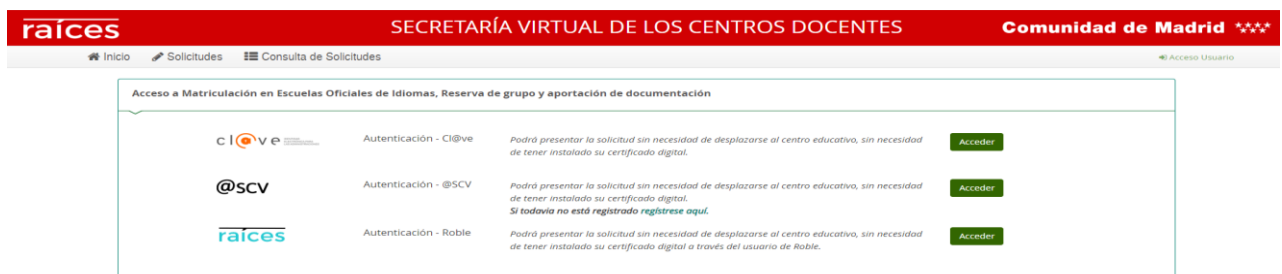 raíces SECRETARÍA VIRTUAL DE LOS CENTROS DOCENTES Comunidad de Madrid
Inicio Solicitudes Consulta de Solicitudes Acceso Usuario
Acceso a Matriculación en Escuelas Oficiales de Idiomas, Reserva de grupo y aportación de documentación
cl@ve Autenticación - Cl@ve Podrá presentar la solicitud sin necesidad de desplazarse al centro educativo, sin necesidad Acceder
de tener instalado su certificado digital.
@scv Autenticación - @SCV Podrá presentar la solicitud sin necesidad de desplazarse al centro educativo, sin necesidad Acceder
de tener instalado su certificado digital.
Si todavia no está registrado regístrese aquí.
raíces Autenticación - Roble Podrá presentar la solicitud sin necesidad de desplazarse al centro educativo, sin necesidad Acceder
de tener instalado su certificado digital a través del usuario de Roble.